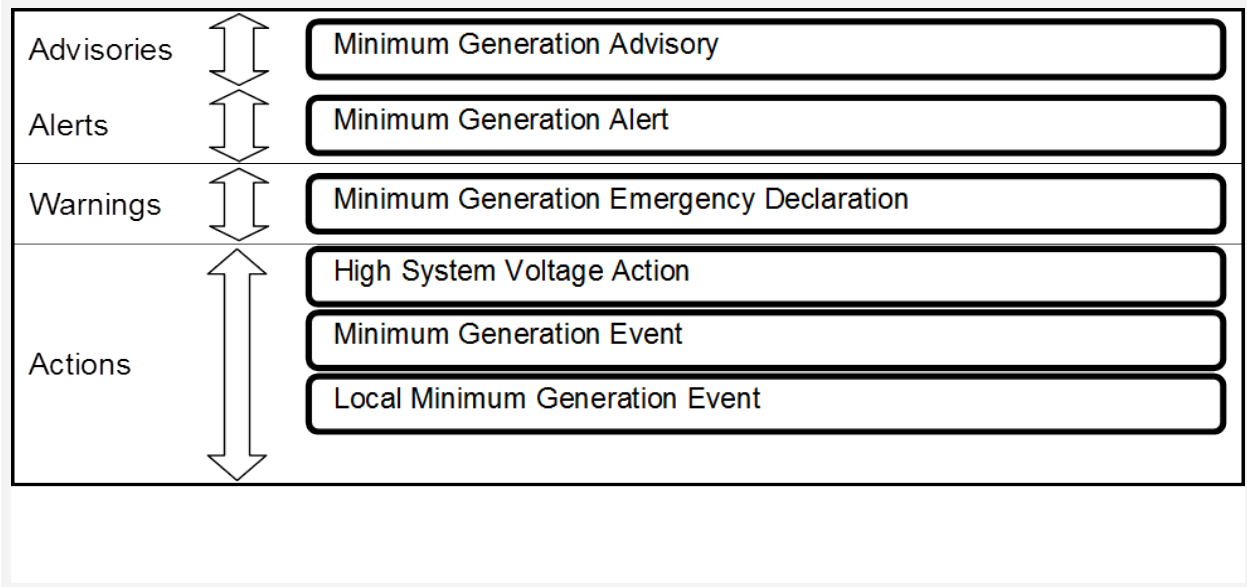 Advisories
Minimum Generation Advisory
Alerts
Minimum Generation Alert
Warnings
Minimum Generation Emergency Declaration
Actions
High System Voltage Action
Minimum Generation Event
Local Minimum Generation Event